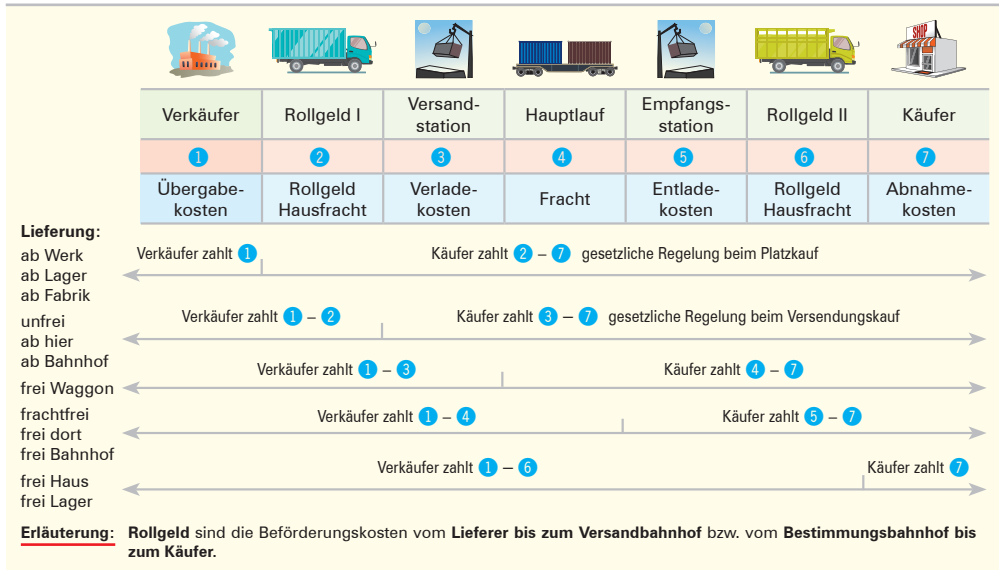 SHOP
Verkäufer Rollgeld I Versand- Hauptlauf Empfangs- Rollgeld II Käufer
station station
1 2 3 4 5 6 7
Übergabe- Rollgeld Verlade- Fracht Entlade- Rollgeld Abnahme-
kosten Hausfracht kosten kosten Hausfracht kosten
Lieferung:
ab Werk Verkäufer zahlt 1 Käufer zahlt 2 – 7 gesetzliche Regelung beim Platzkauf
ab Lager
ab Fabrik
unfrei Verkäufer zahlt 1 – 2 Käufer zahlt 3 – 7 gesetzliche Regelung beim Versendungskauf
ab hier
ab Bahnhof
frei Waggon Verkäufer zahlt 1 – 3 Käufer zahlt 4 – 7
frachtfrei Verkäufer zahlt 1 – 4 Käufer zahlt 5 – 7
frei dort
frei Bahnhof
frei Haus Verkäufer zahlt 1 – 6 Käufer zahlt 7
frei Lager
Erläuterung: Rollgeld sind die Beförderungskosten vom Lieferer bis zum Versandbahnhof bzw. vom Bestimmungsbahnhof bis
zum Käufer.